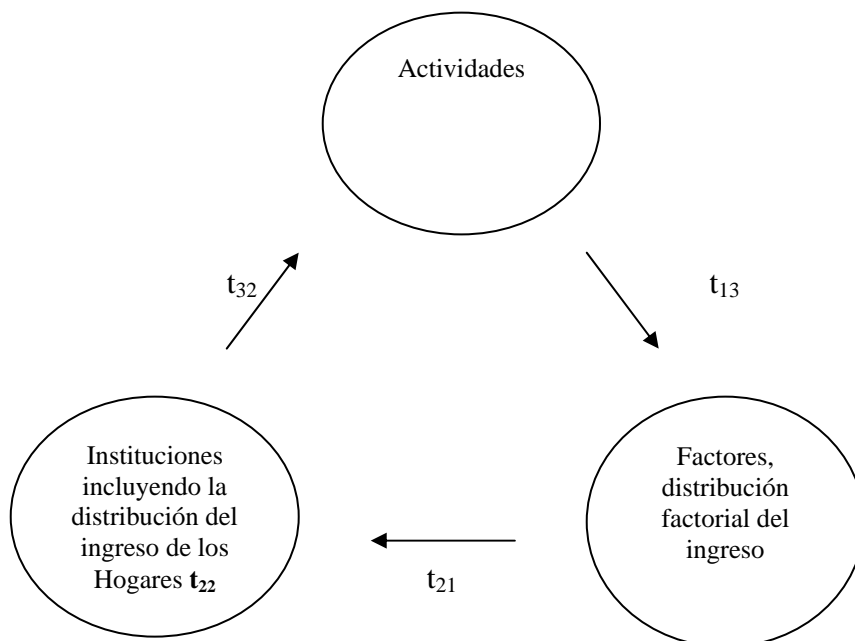 Actividades
t₃₂
t₁₃
Instituciones
incluyendo la
distribución del
ingreso de los
Hogares t₂₂
t₂₁
Factores,
distribución
factorial del
ingreso